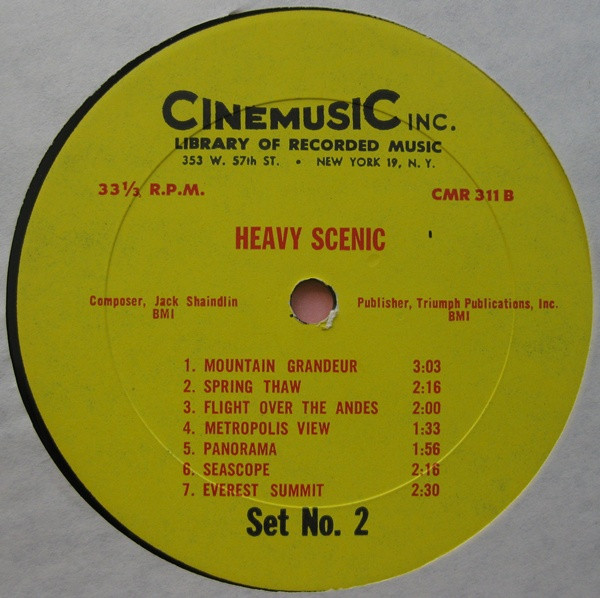 CINEMUSIC INC.
LIBRARY OF RECORDED MUSIC
353 W. 57th ST. • NEW YORK 19, N. Y.
33⅓ R.P.M. CMR 311 B
HEAVY SCENIC
Composer, Jack Shaindlin Publisher, Triumph Publications, Inc.
BMI BMI
1. MOUNTAIN GRANDEUR 3:03
2. SPRING THAW 2:16
3. FLIGHT OVER THE ANDES 2:00
4. METROPOLIS VIEW 1:33
5. PANORAMA 1:56
6. SEASCOPE 2:16
7. EVEREST SUMMIT 2:30
Set No. 2